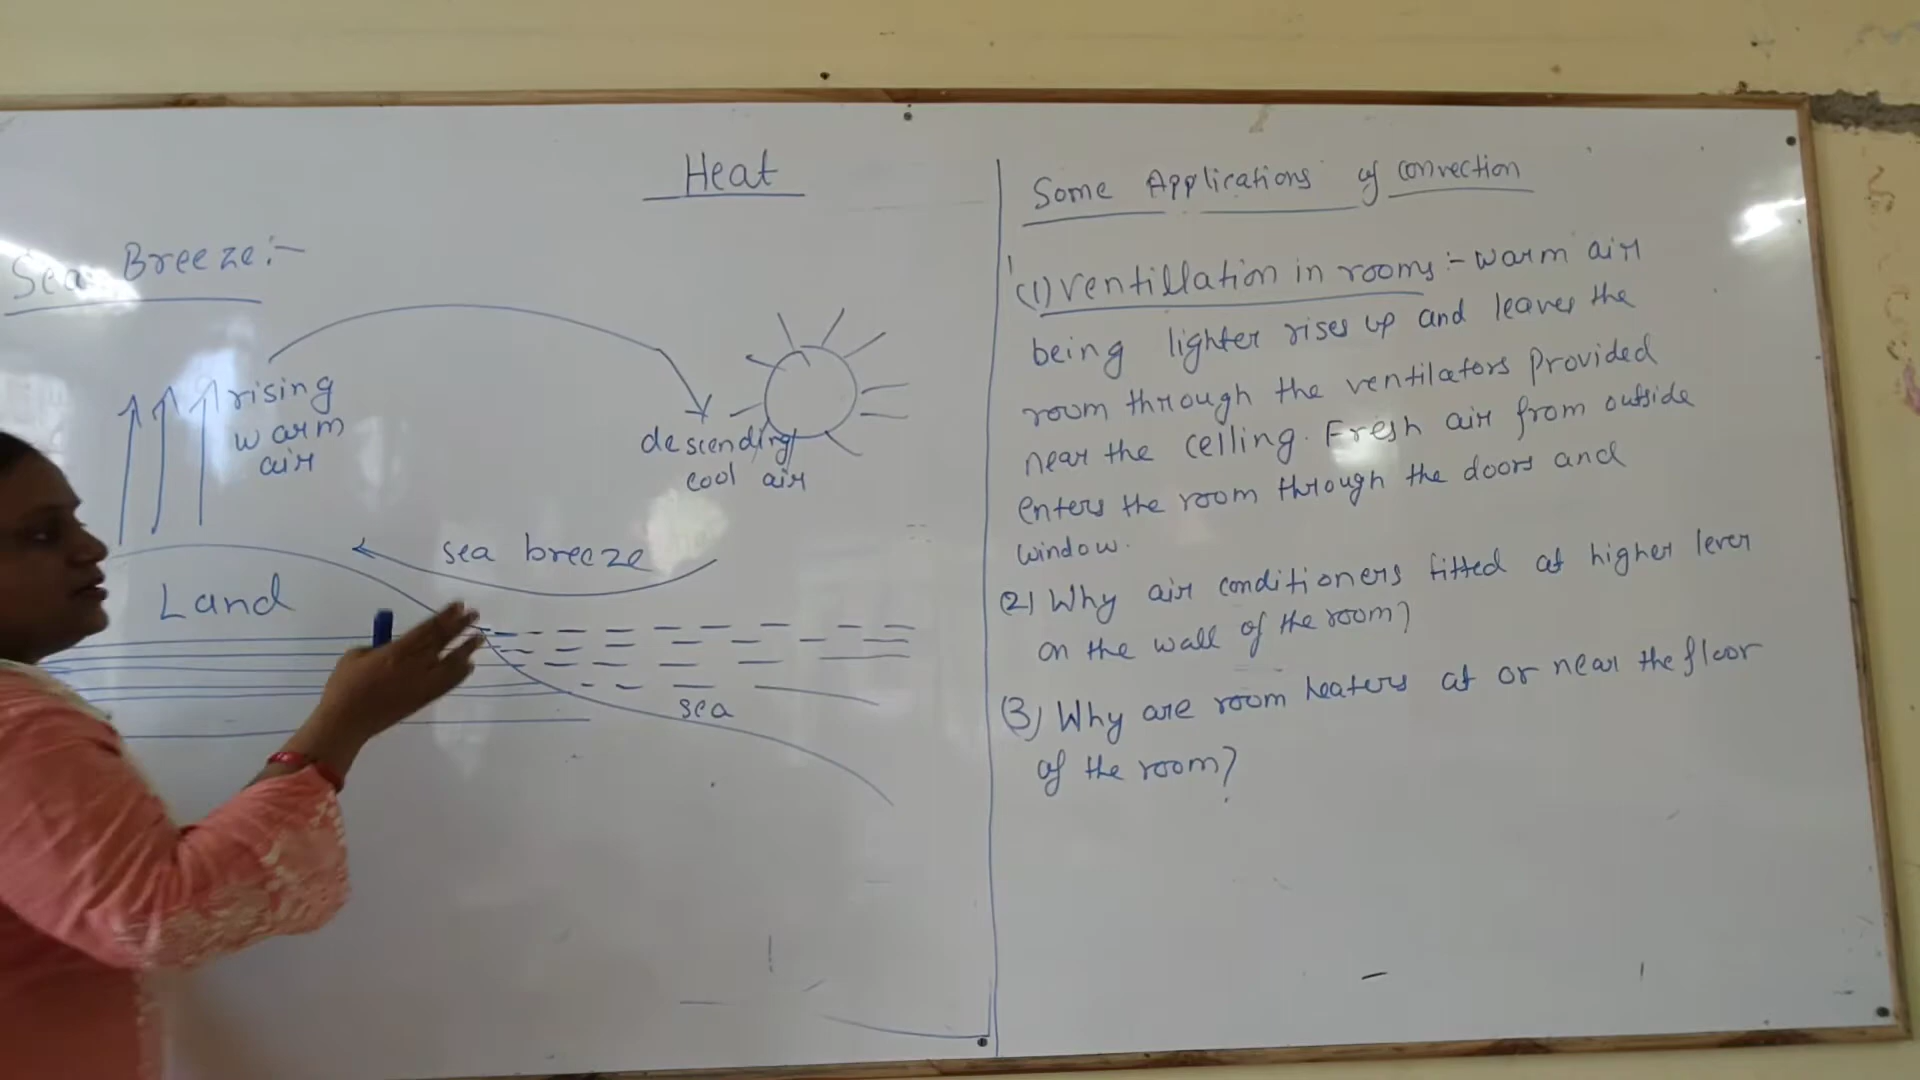 Heat
Sea Breeze:-
rising
warm
air
descending
cool air
sea breeze
Land
sea
Some Applications of convection
(1) Ventillation in rooms:- Warm air
being lighter rises up and leaves the
room through the ventilators provided
near the celling. Fresh air from outside
enters the room through the doors and
window.
(2) Why air conditioners fitted at higher lever
on the wall of the room?
(3) Why are room heaters at or near the floor
of the room?